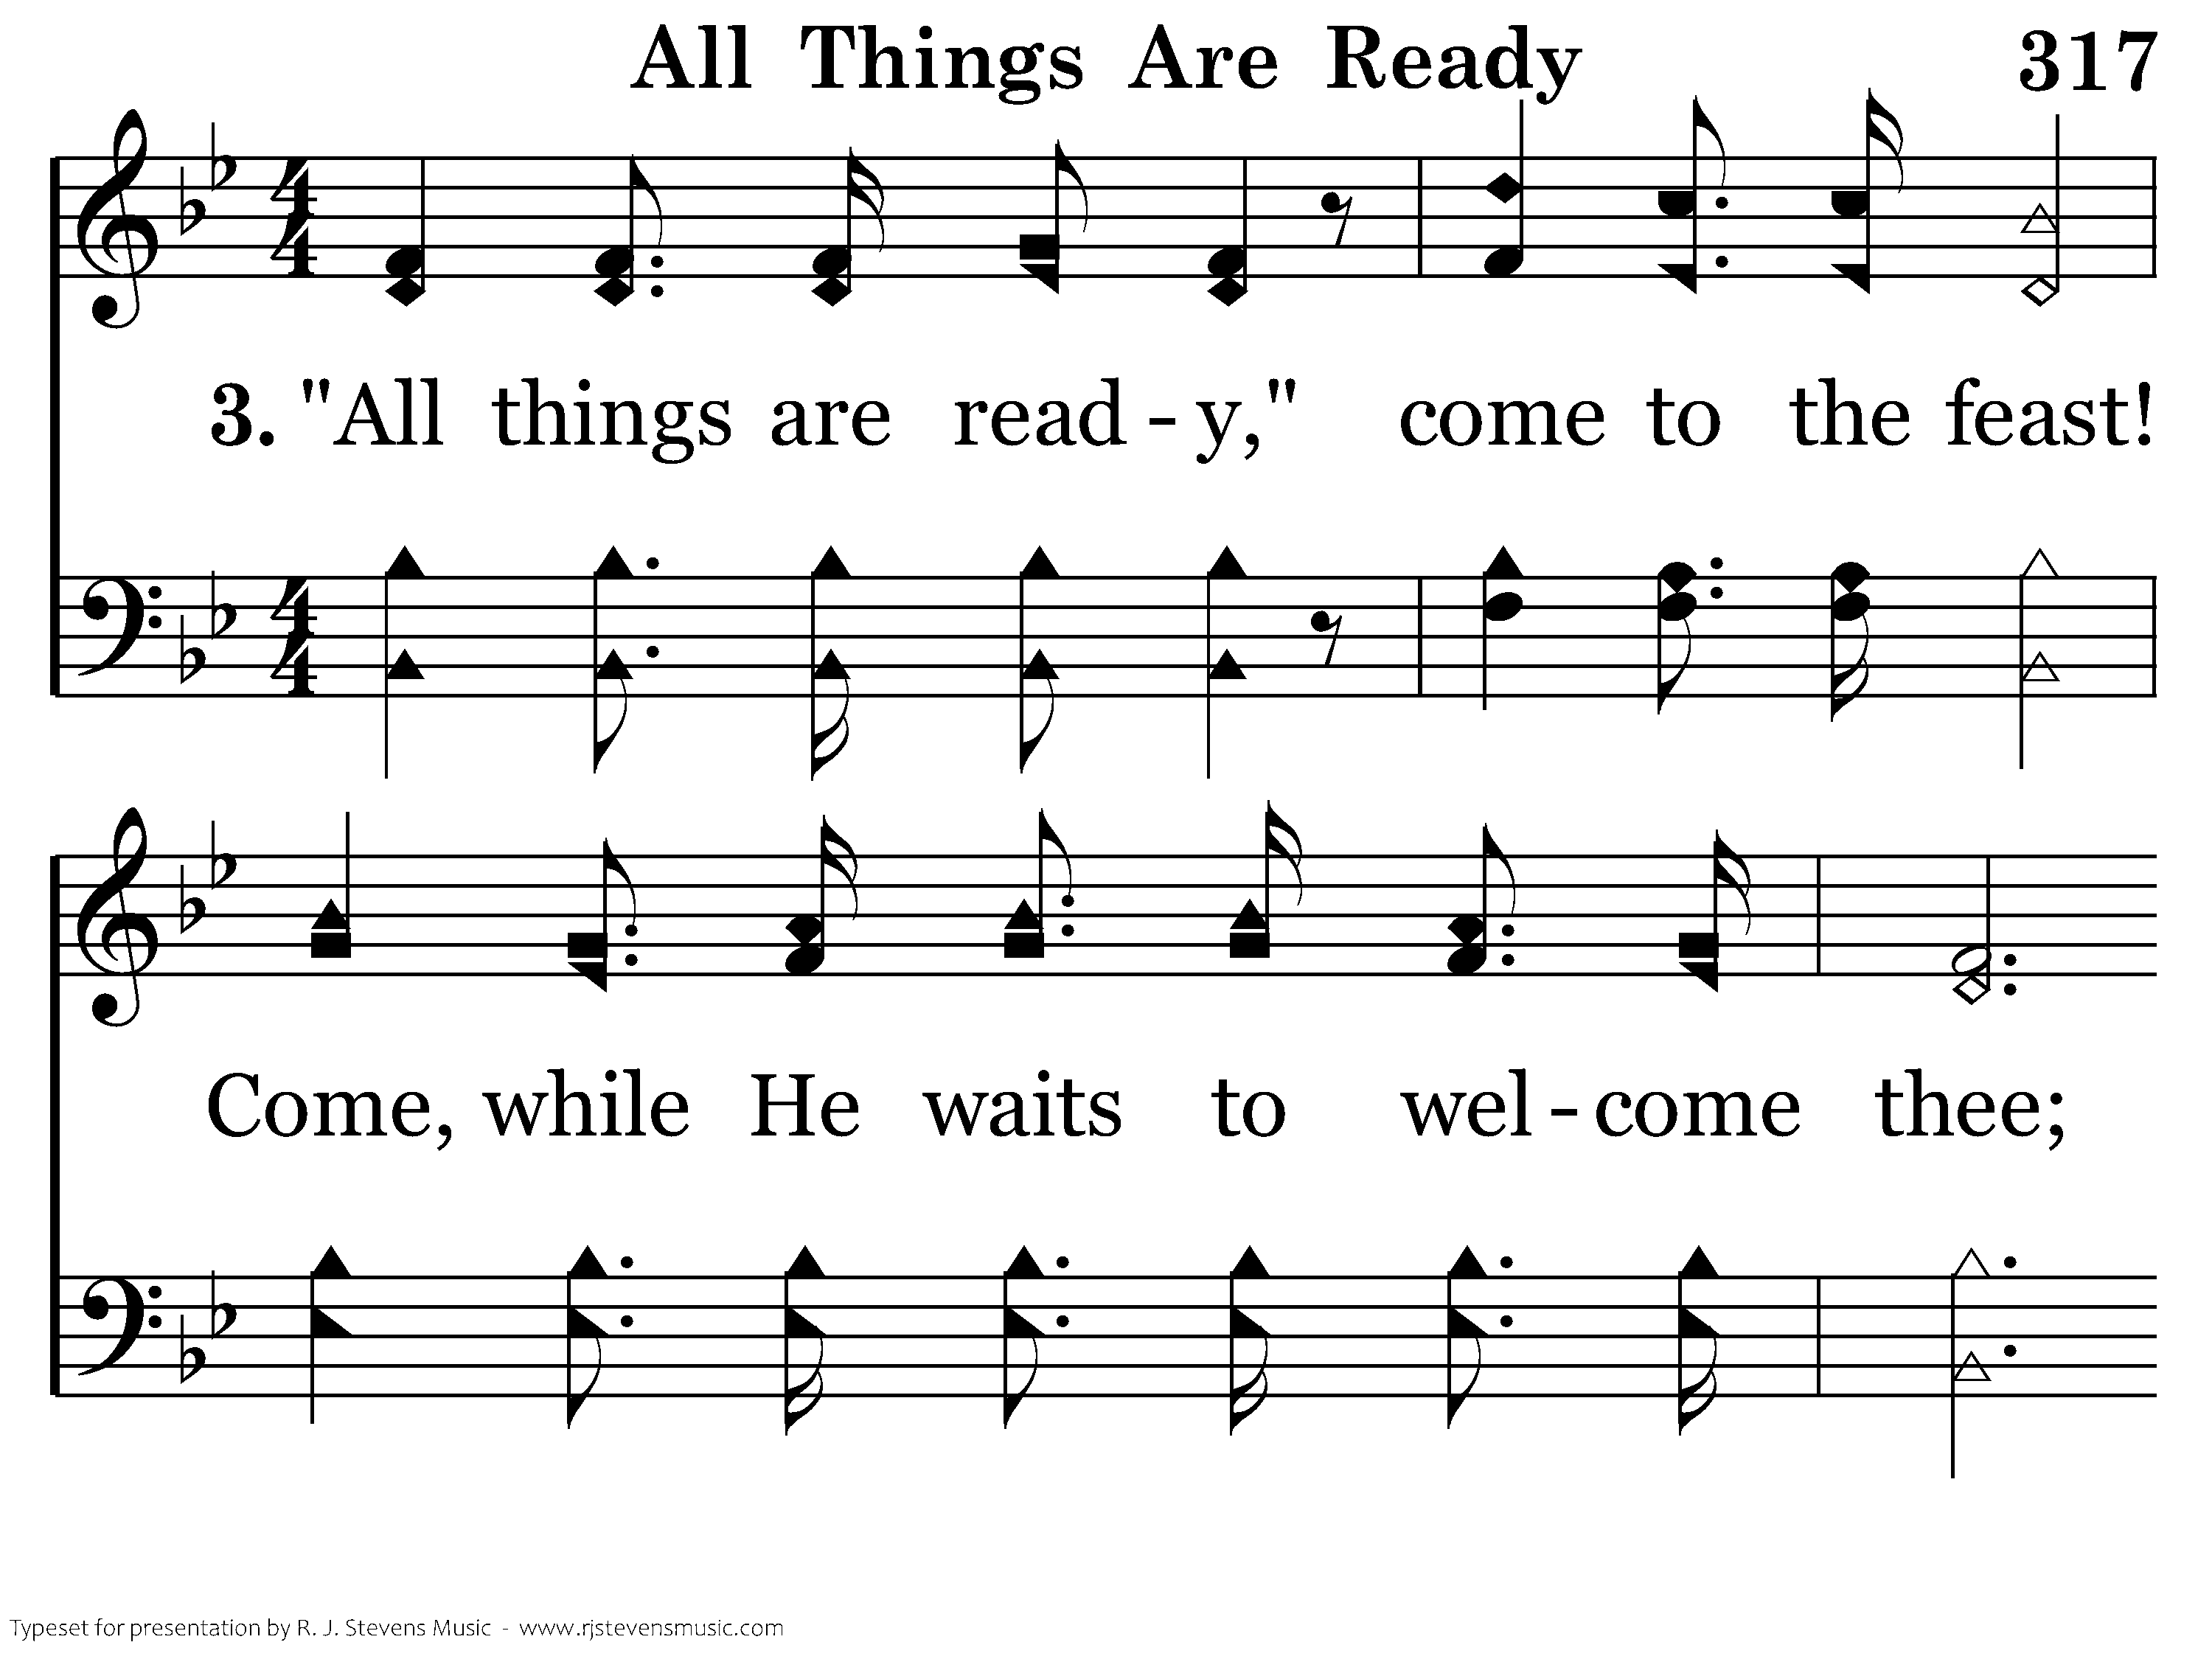 All Things Are Ready 317
3. "All things are read - y," come to the feast!
Come, while He waits to wel - come thee;
Typeset for presentation by R. J. Stevens Music - www.rjstevensmusic.com